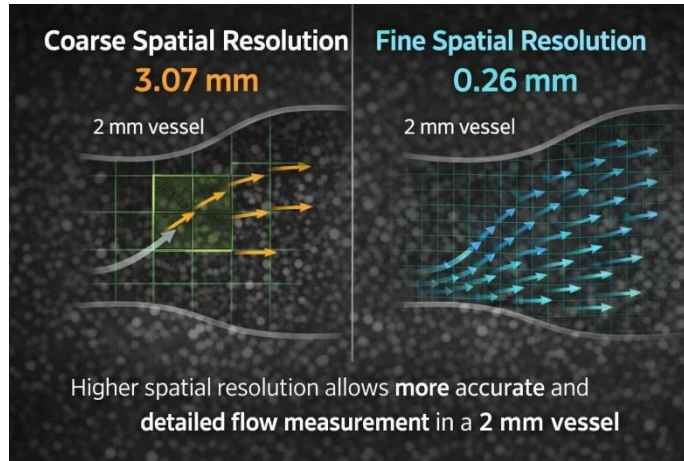 Coarse Spatial Resolution
3.07 mm
2 mm vessel
Fine Spatial Resolution
0.26 mm
2 mm vessel
Higher spatial resolution allows more accurate and
detailed flow measurement in a 2 mm vessel